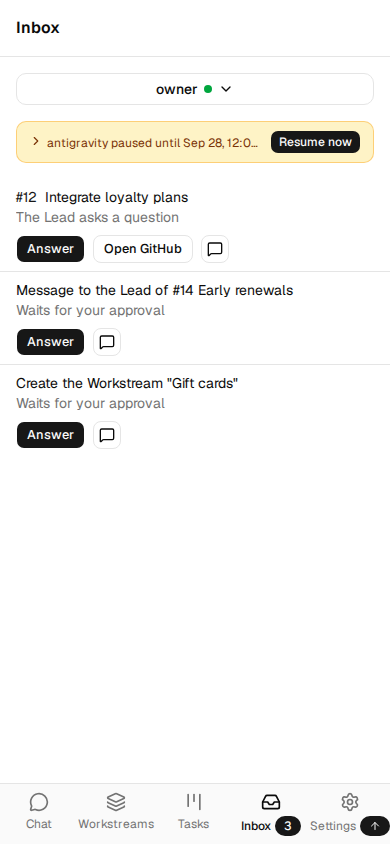 Inbox
owner
antigravity paused until Sep 28, 12:0... Resume now
#12 Integrate loyalty plans
The Lead asks a question
Answer Open GitHub
Message to the Lead of #14 Early renewals
Waits for your approval
Answer
Create the Workstream "Gift cards"
Waits for your approval
Answer
Chat Workstreams Tasks Inbox 3 Settings